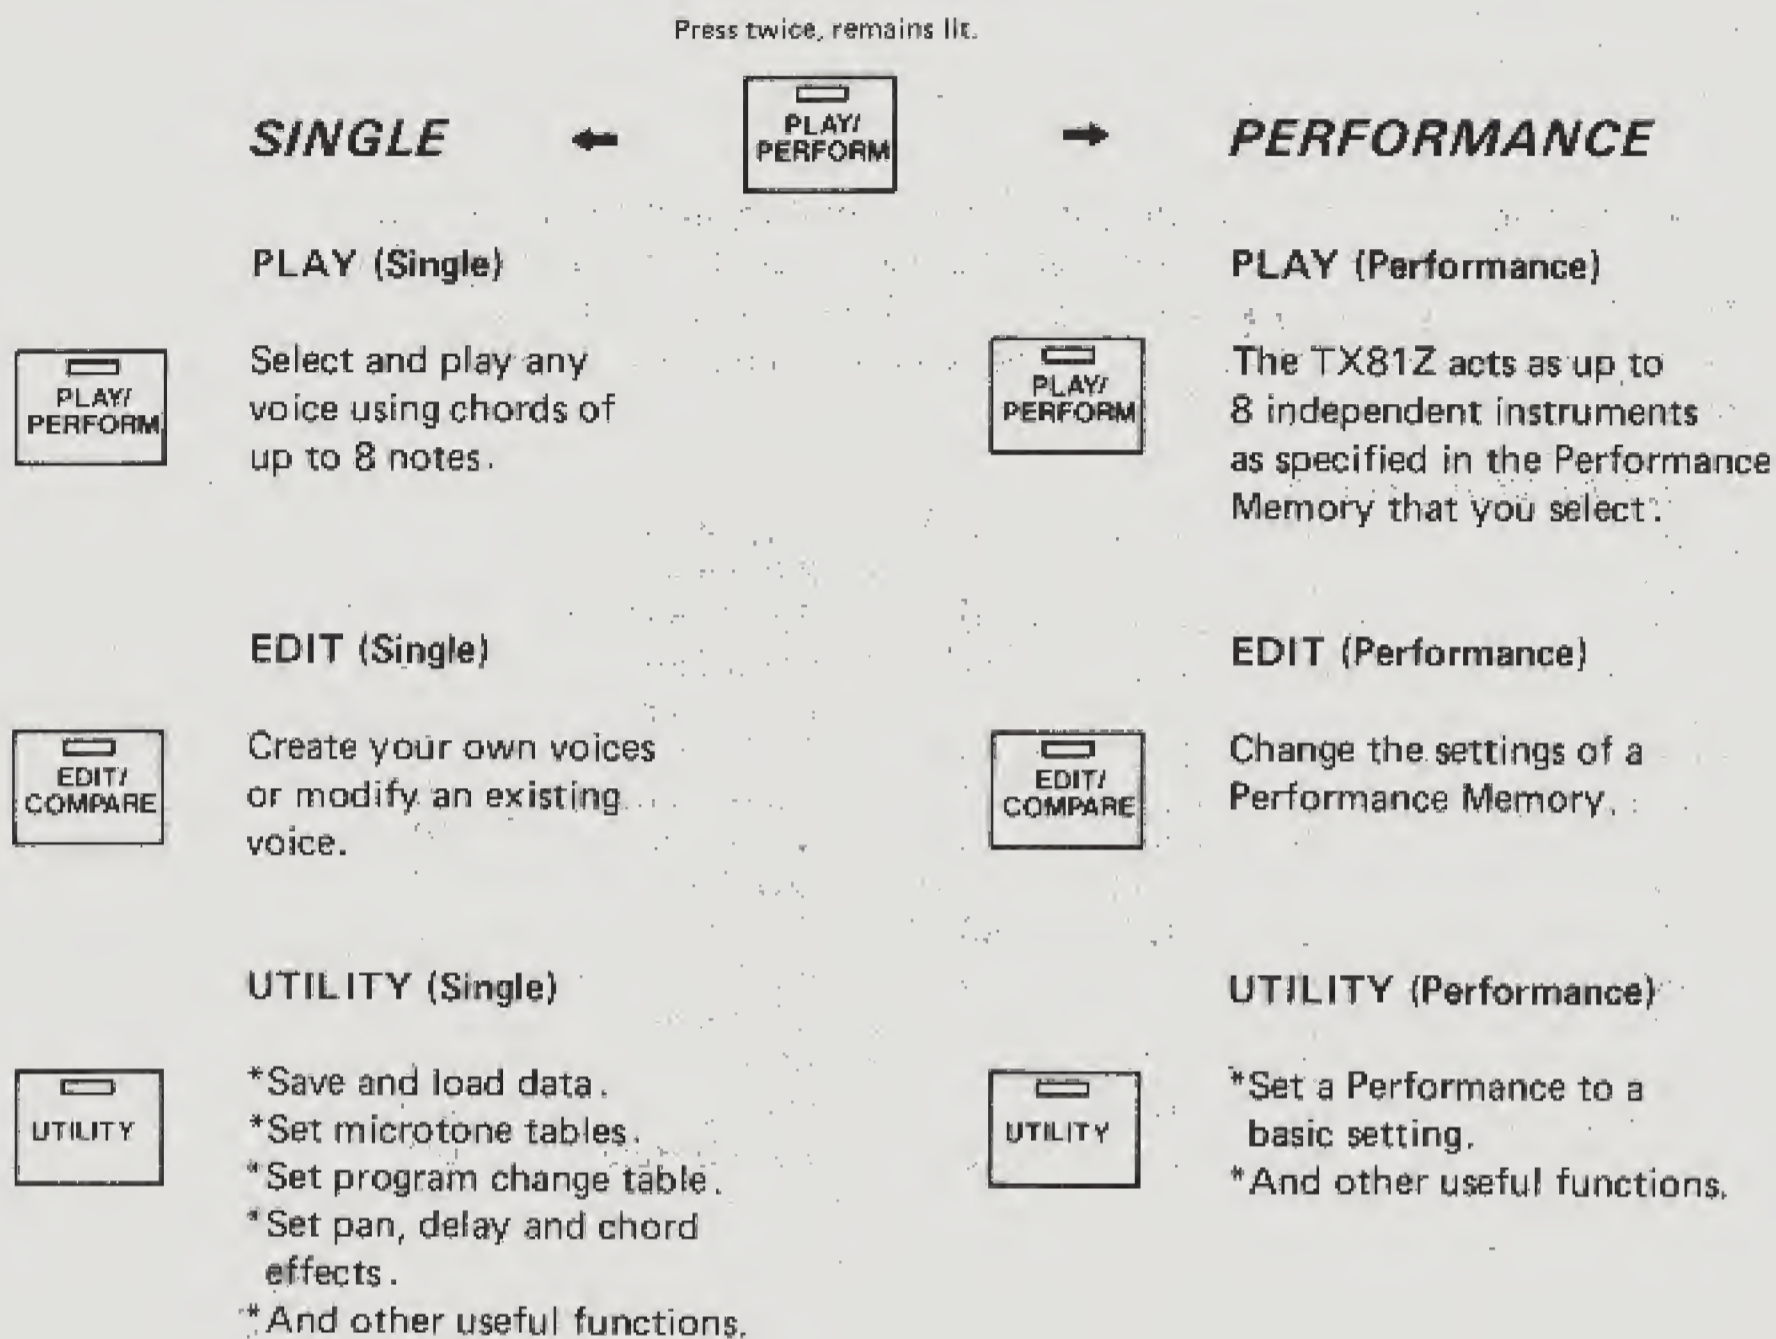 Press twice, remains lit.
SINGLE
PLAY/
PERFORM
PERFORMANCE
PLAY (Single)
PLAY/
PERFORM
Select and play any
voice using chords of
up to 8 notes.
PLAY (Performance)
PLAY/
PERFORM
The TX81Z acts as up to
8 independent instruments
as specified in the Performance
Memory that you select.
EDIT (Single)
EDIT/
COMPARE
Create your own voices
or modify an existing
voice.
EDIT (Performance)
EDIT/
COMPARE
Change the settings of a
Performance Memory.
UTILITY (Single)
UTILITY
*Save and load data.
*Set microtone tables.
*Set program change table.
*Set pan, delay and chord
effects.
*And other useful functions.
UTILITY (Performance)
UTILITY
*Set a Performance to a
basic setting.
*And other useful functions.